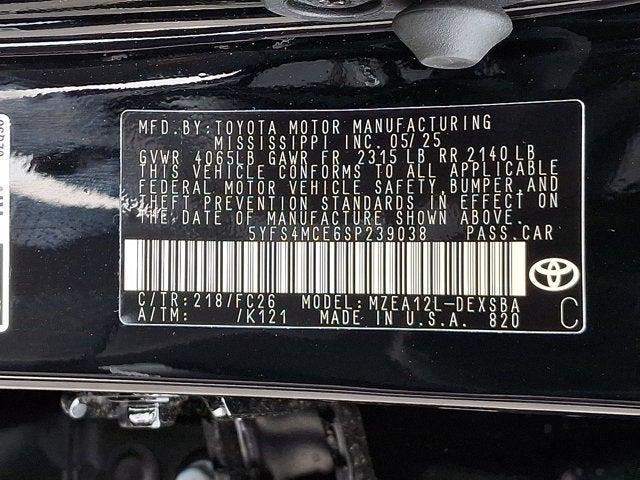 MFD.BY:TOYOTA MOTOR MANUFACTURING
MISSISSIPPI INC. 05/25
GVWR 4065LB GAWR FR 2315 LB RR 2140 LB
THIS VEHICLE CONFORMS TO ALL APPLICABLE
FEDERAL MOTOR VEHICLE SAFETY, BUMPER, AND
THEFT PREVENTION STANDARDS IN EFFECT ON
THE DATE OF MANUFACTURE SHOWN ABOVE.
5YFS4MCE6SP239038 PASS.CAR
C/TR: 218/FC26 MODEL: MZEA12L-DEXSBA
A/TM: /K121 MADE IN U.S.A. 820 C